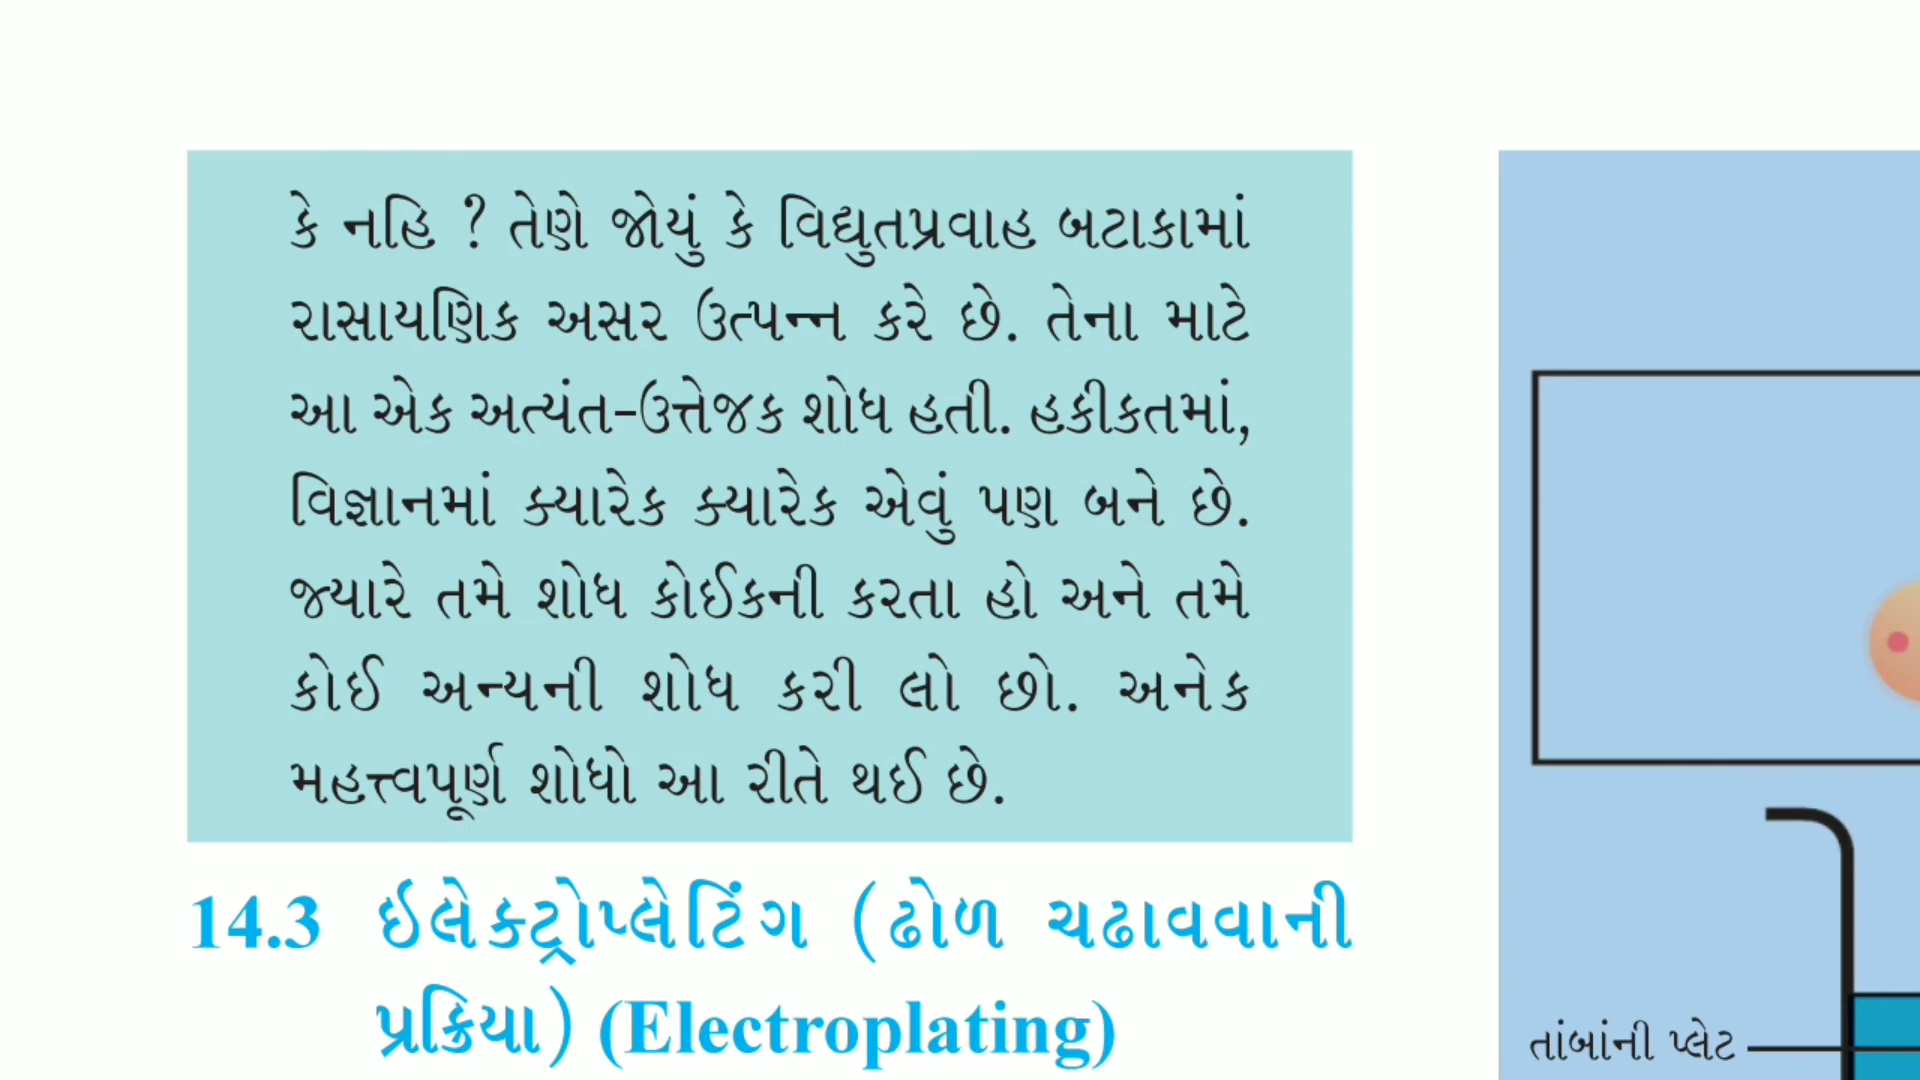 કે નહિ ? તેણે જોયું કે વિદ્યુતપ્રવાહ બટાકામાં
રાસાયણિક અસર ઉત્પન્ન કરે છે. તેના માટે
આ એક અત્યંત-ઉત્તેજક શોધ હતી. હકીકતમાં,
વિજ્ઞાનમાં ક્યારેક ક્યારેક એવું પણ બને છે.
જ્યારે તમે શોધ કોઈકની કરતા હો અને તમે
કોઈ અન્યની શોધ કરી લો છો. અનેક
મહત્ત્વપૂર્ણ શોધો આ રીતે થઈ છે.
14.3 ઇલેક્ટ્રોપ્લેટિંગ (ઢોળ ચઢાવવાની
પ્રક્રિયા) (Electroplating)
તાંબાંની પ્લેટ